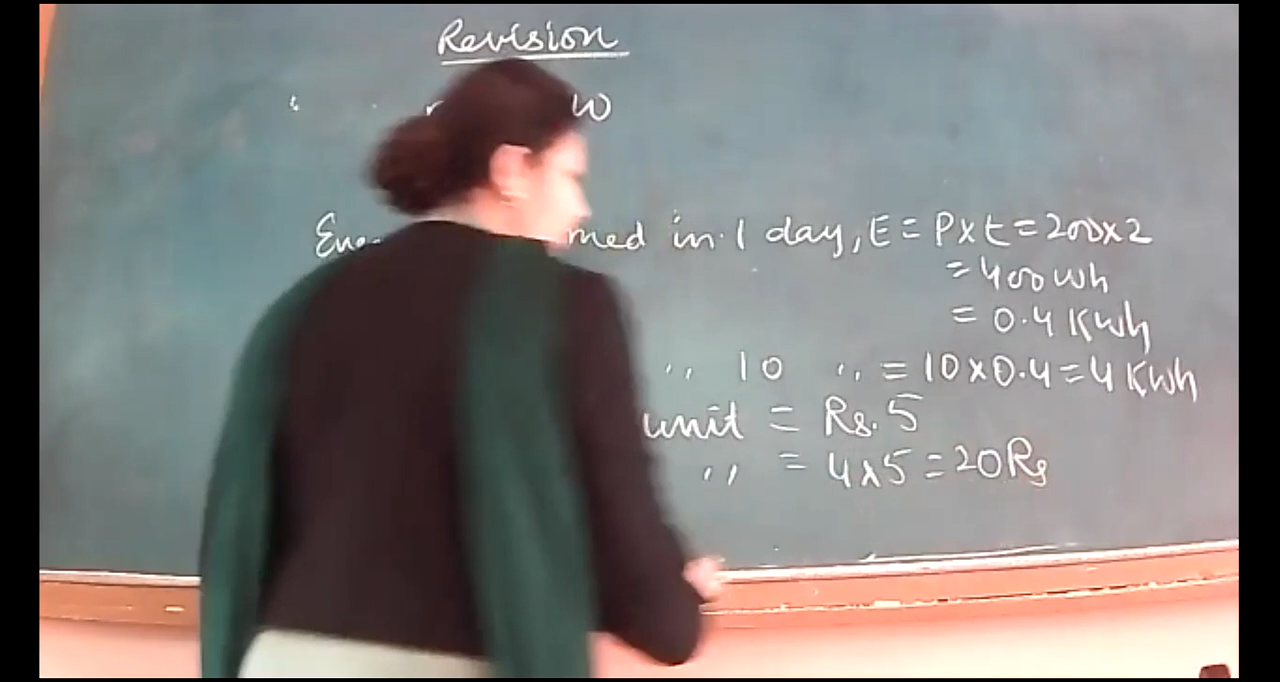 Revision
W
in 1 day, E = P x t = 200 x 2
= 400 Wh
= 0.4 KWh
,, 10 ,, = 10 x 0.4 = 4 KWh
unit = Rs. 5
,, = 4 x 5 = 20 Rs